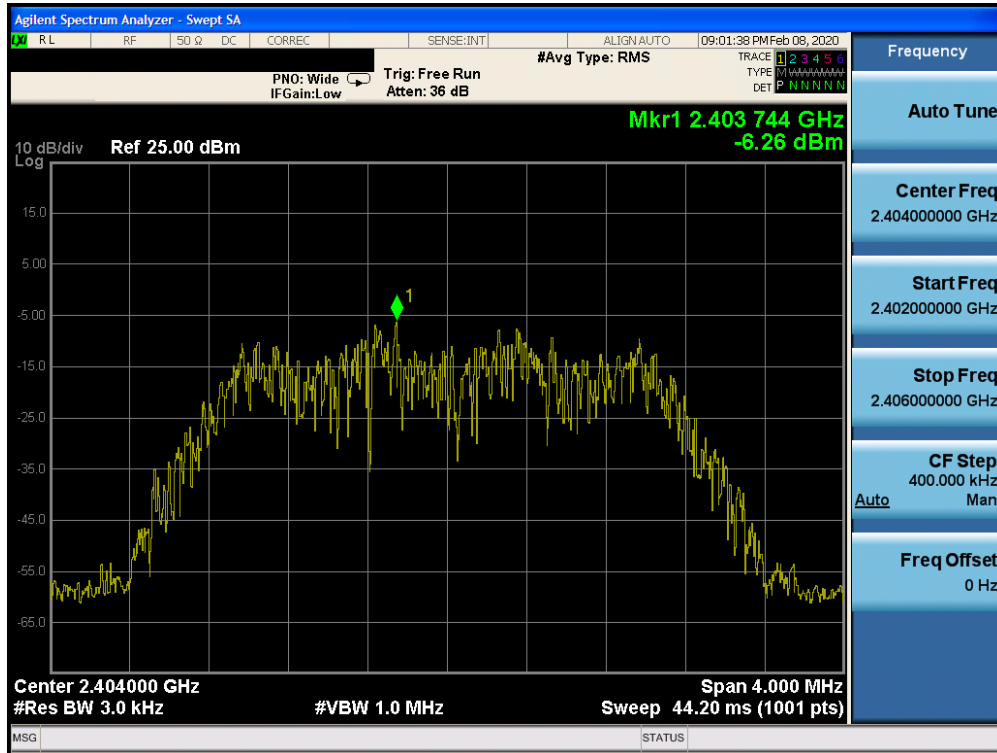 Agilent Spectrum Analyzer - Swept SA
LXI RL RF 50 Ω DC CORREC SENSE:INT ALIGN AUTO 09:01:38 PM Feb 08, 2020
#Avg Type: RMS
TRACE 1 2 3 4 5 6
PNO: Wide Trig: Free Run
TYPE M WWWWW
IFGain:Low Atten: 36 dB
DET P N N N N N
Mkr1 2.403 744 GHz
-6.26 dBm
10 dB/div Ref 25.00 dBm
Log
15.0
5.00
1
-5.00
-15.0
-25.0
-35.0
-45.0
-55.0
-65.0
Center 2.404000 GHz Span 4.000 MHz
#Res BW 3.0 kHz #VBW 1.0 MHz Sweep 44.20 ms (1001 pts)
MSG STATUS
Frequency
Auto Tune
Center Freq
2.404000000 GHz
Start Freq
2.402000000 GHz
Stop Freq
2.406000000 GHz
CF Step
400.000 kHz
Auto Man
Freq Offset
0 Hz